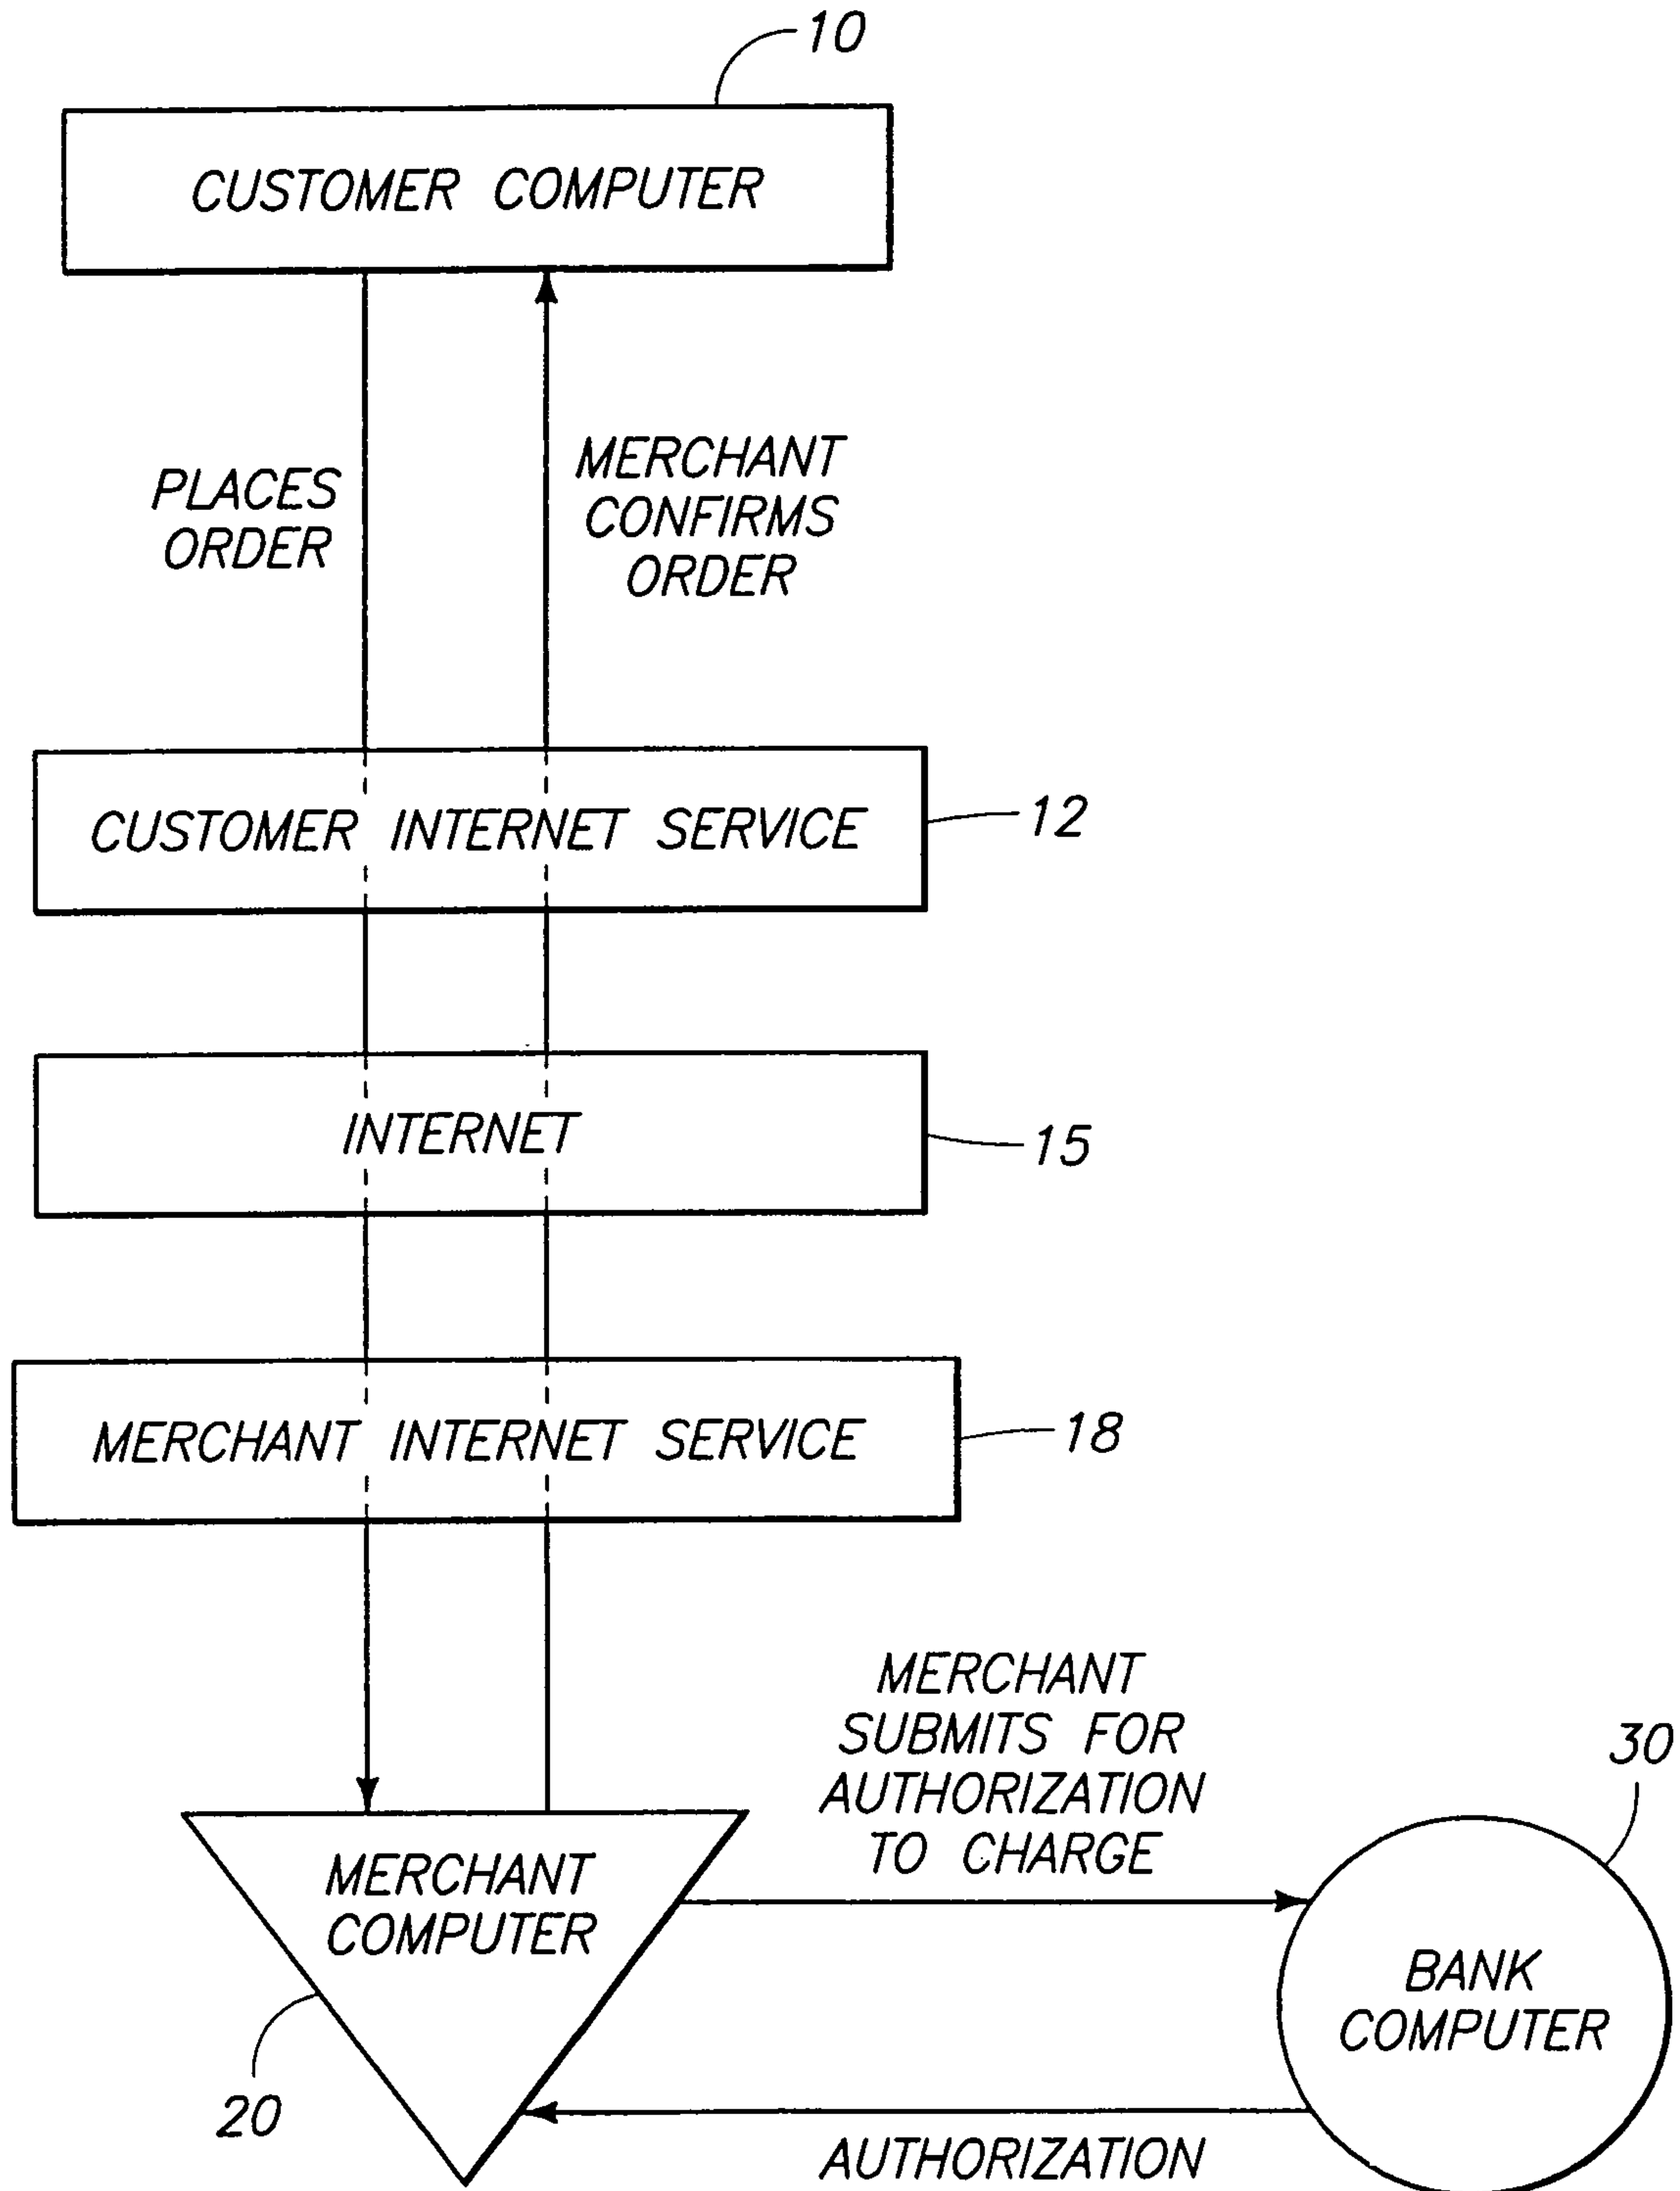 10
CUSTOMER COMPUTER
PLACES
ORDER
MERCHANT
CONFIRMS
ORDER
CUSTOMER INTERNET SERVICE
12
INTERNET
15
MERCHANT INTERNET SERVICE
18
MERCHANT
SUBMITS FOR
AUTHORIZATION
TO CHARGE
30
MERCHANT
COMPUTER
BANK
COMPUTER
20
AUTHORIZATION